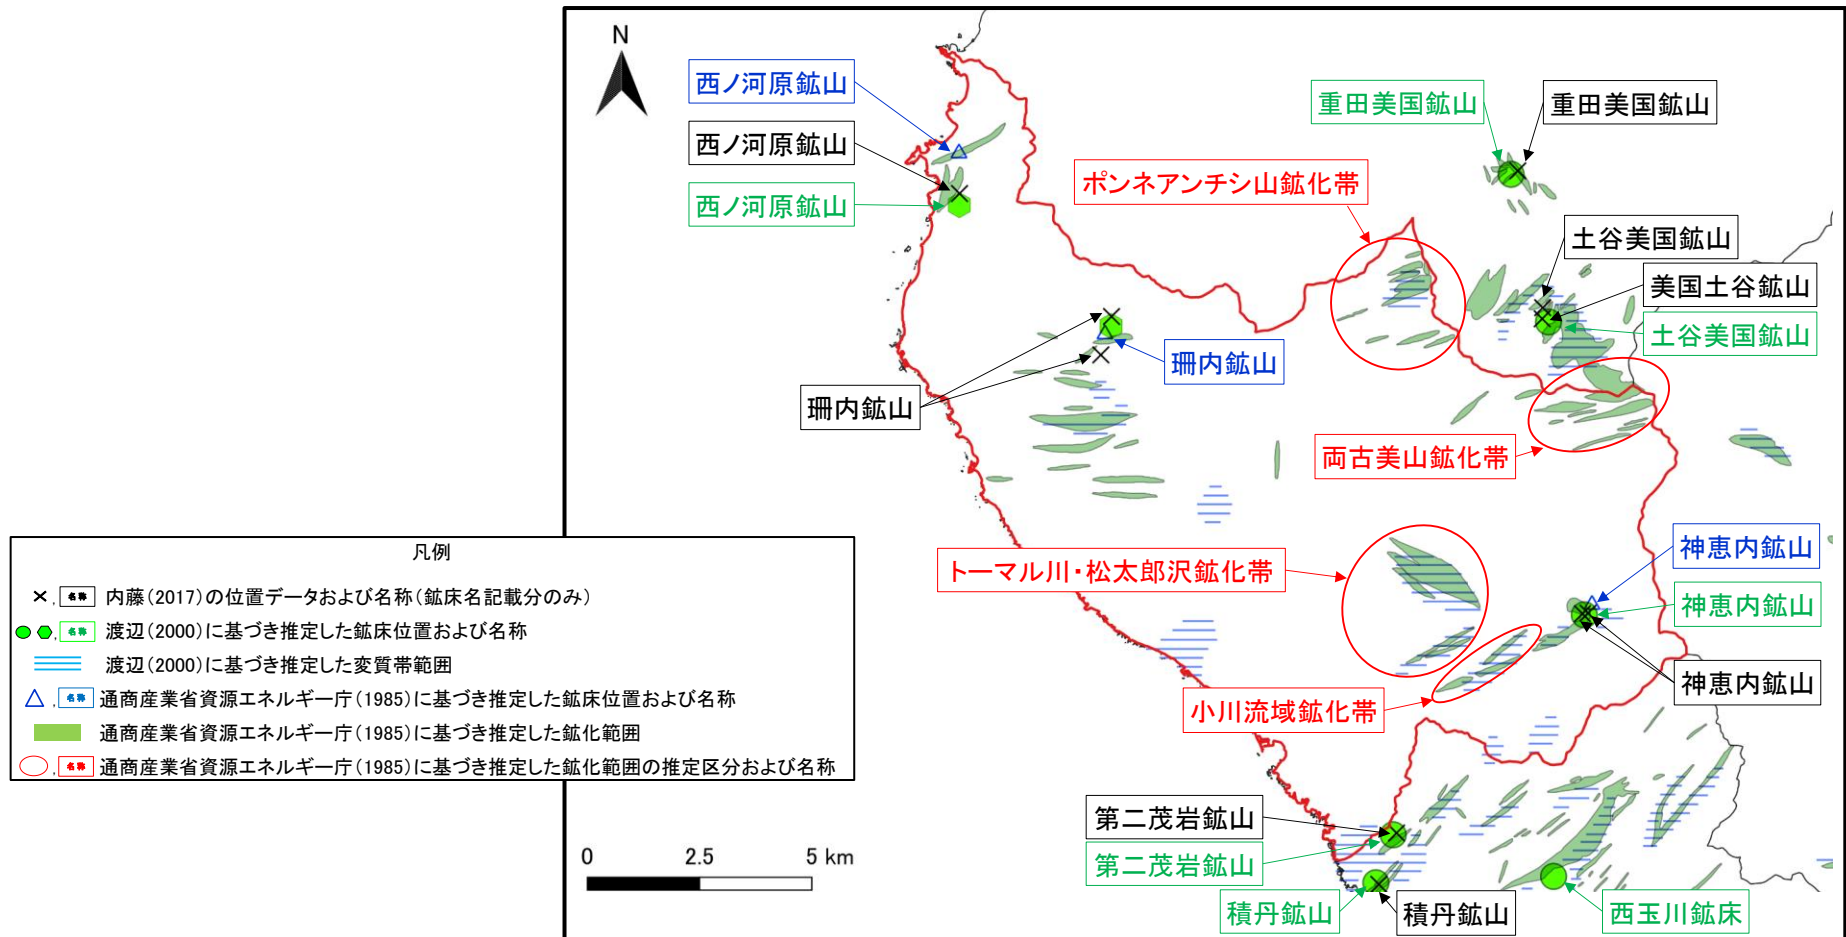 N
西ノ河原鉱山
西ノ河原鉱山
西ノ河原鉱山
重田美国鉱山
重田美国鉱山
ポンネアンチシ山鉱化帯
土谷美国鉱山
美国土谷鉱山
土谷美国鉱山
珊内鉱山
珊内鉱山
両古美山鉱化帯
トーマル川・松太郎沢鉱化帯
神恵内鉱山
神恵内鉱山
神恵内鉱山
小川流域鉱化帯
第二茂岩鉱山
第二茂岩鉱山
積丹鉱山
積丹鉱山
西玉川鉱床
凡例
×, 名称 内藤(2017)の位置データおよび名称(鉱床名記載分のみ)
, 名称 渡辺(2000)に基づき推定した鉱床位置および名称
渡辺(2000)に基づき推定した変質帯範囲
, 名称 通商産業省資源エネルギー庁(1985)に基づき推定した鉱床位置および名称
通商産業省資源エネルギー庁(1985)に基づき推定した鉱化範囲
, 名称 通商産業省資源エネルギー庁(1985)に基づき推定した鉱化範囲の推定区分および名称
0 2.5 5 km